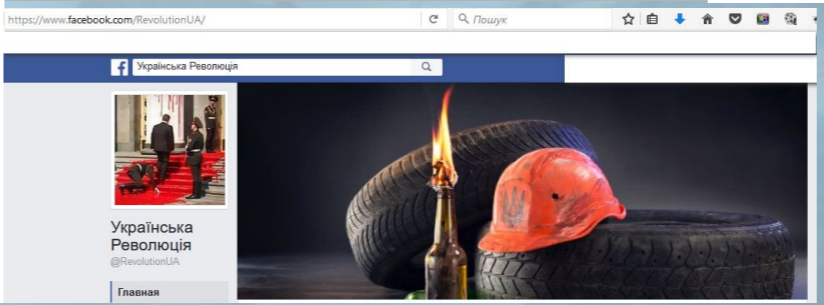 https://www.facebook.com/RevolutionUA/
Пошук
Українська Революція
Українська
Революція
@RevolutionUA
Главная